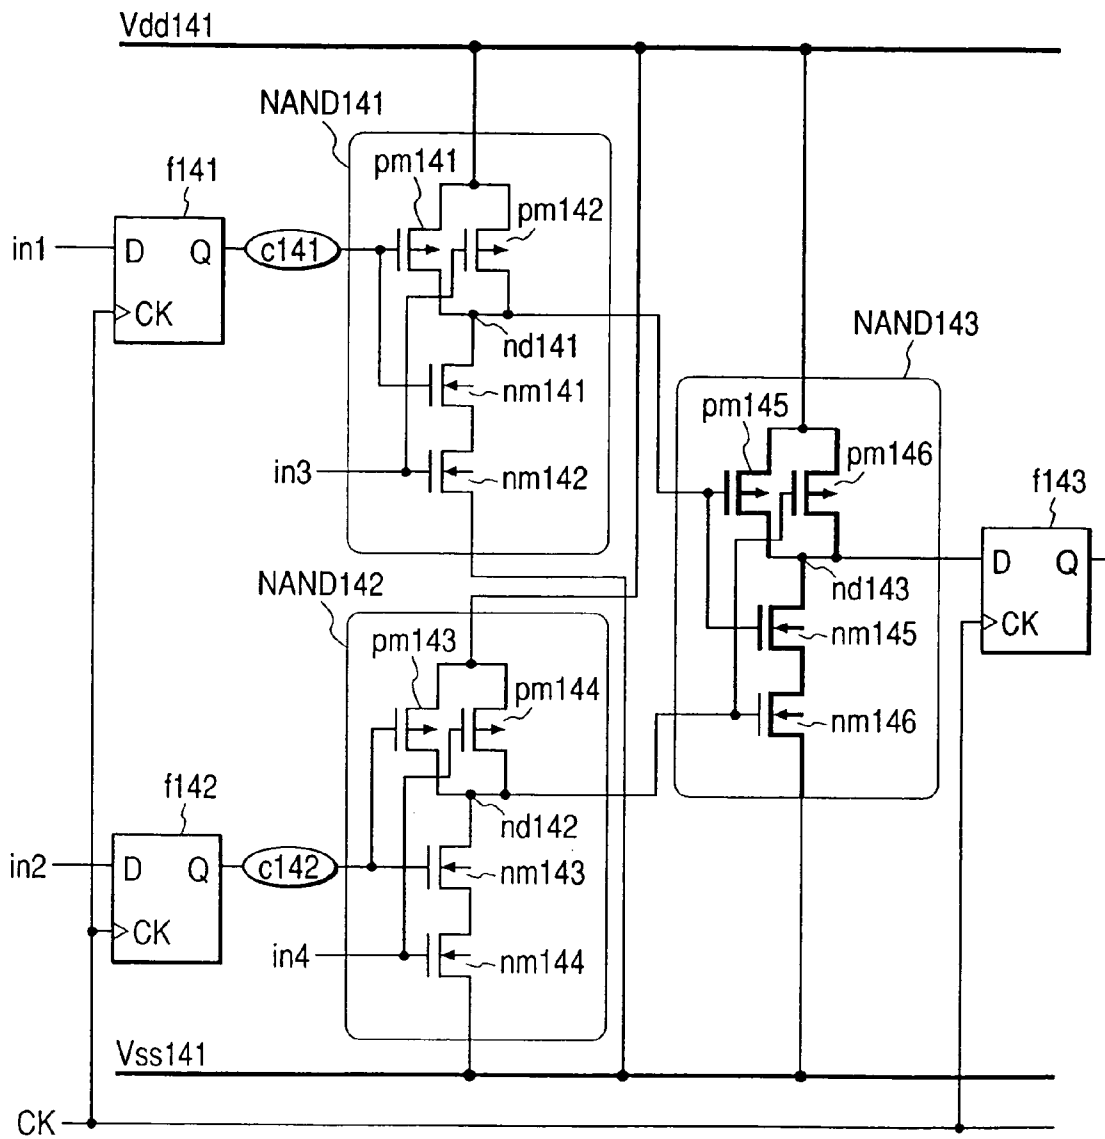 Vdd141
NAND141
pm141
f141
pm142
in1
D
Q
c141
CK
nd141
NAND143
nm141
pm145
in3
nm142
pm146
f143
NAND142
D
Q
nd143
pm143
CK
nm145
pm144
nm146
f142
nd142
in2
D
Q
c142
nm143
CK
in4
nm144
Vss141
CK